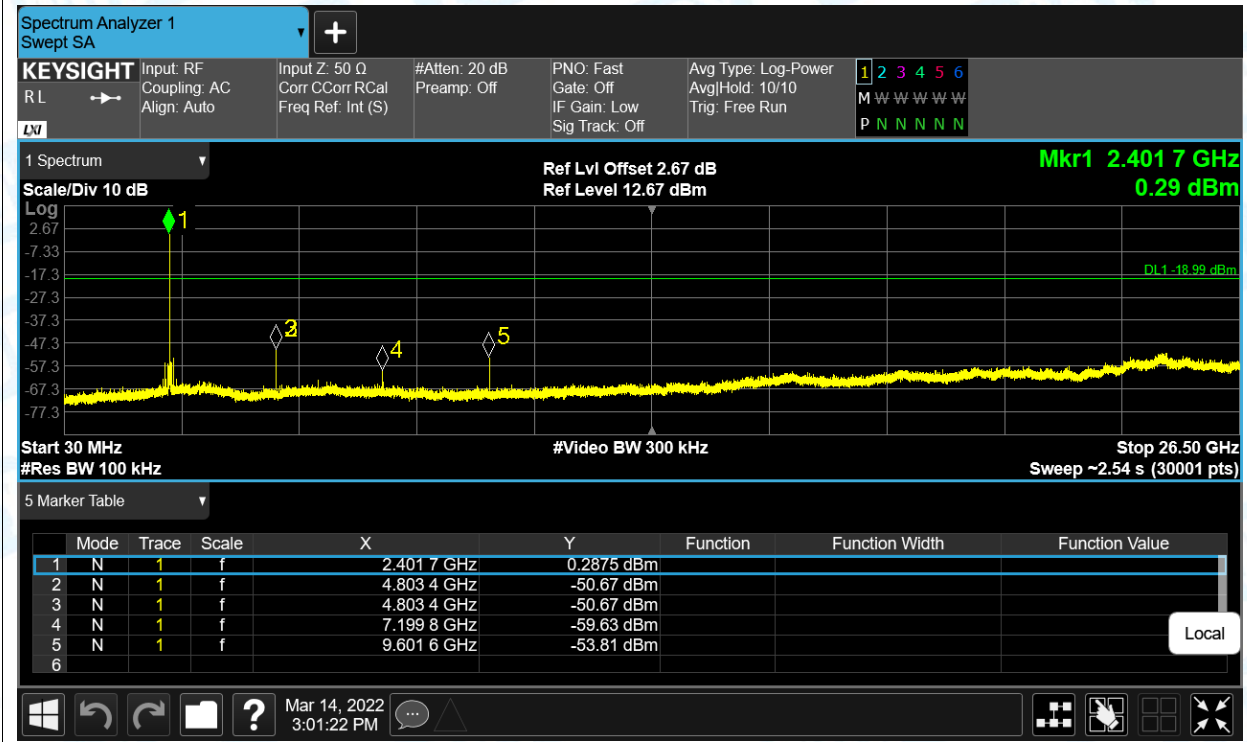 Spectrum Analyzer 1
Swept SA
+
KEYSIGHT Input: RF Input Z: 50 Ω #Atten: 20 dB PNO: Fast Avg Type: Log-Power 1 2 3 4 5 6
R L Coupling: AC Corr CCorr RCal Preamp: Off Gate: Off Avg|Hold: 10/10 M W W W W W W
Align: Auto Freq Ref: Int (S) IF Gain: Low Trig: Free Run
LXI Sig Track: Off P N N N N N N
1 Spectrum Ref Lvl Offset 2.67 dB Mkr1 2.401 7 GHz
Scale/Div 10 dB Ref Level 12.67 dBm 0.29 dBm
Log
1
2.67
-7.33
-17.3 DL1 -18.99 dBm
-27.3
-37.3
3
-47.3 4 5
-57.3
-67.3
-77.3
Start 30 MHz #Video BW 300 kHz Stop 26.50 GHz
#Res BW 100 kHz Sweep ~2.54 s (30001 pts)
5 Marker Table
Mode Trace Scale X Y Function Function Width Function Value
1 N 1 f 2.401 7 GHz 0.2875 dBm
2 N 1 f 4.803 4 GHz -50.67 dBm
3 N 1 f 4.803 4 GHz -50.67 dBm
4 N 1 f 7.199 8 GHz -59.63 dBm
5 N 1 f 9.601 6 GHz -53.81 dBm
6
Local
? Mar 14, 2022
3:01:22 PM